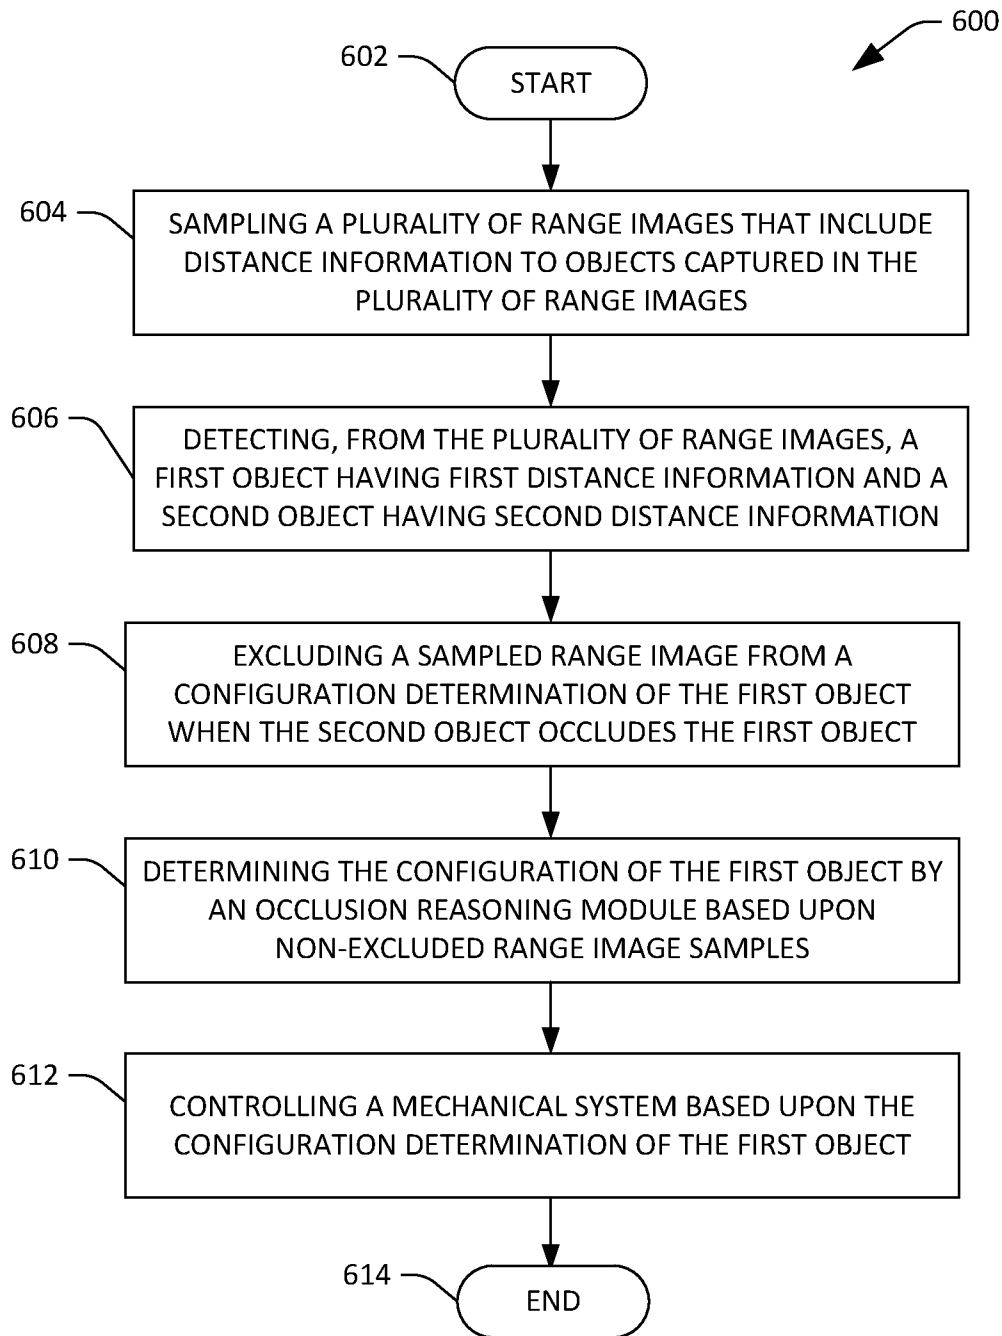 600
602
START
604
SAMPLING A PLURALITY OF RANGE IMAGES THAT INCLUDE
DISTANCE INFORMATION TO OBJECTS CAPTURED IN THE
PLURALITY OF RANGE IMAGES
606
DETECTING, FROM THE PLURALITY OF RANGE IMAGES, A
FIRST OBJECT HAVING FIRST DISTANCE INFORMATION AND A
SECOND OBJECT HAVING SECOND DISTANCE INFORMATION
608
EXCLUDING A SAMPLED RANGE IMAGE FROM A
CONFIGURATION DETERMINATION OF THE FIRST OBJECT
WHEN THE SECOND OBJECT OCCLUDES THE FIRST OBJECT
610
DETERMINING THE CONFIGURATION OF THE FIRST OBJECT BY
AN OCCLUSION REASONING MODULE BASED UPON
NON-EXCLUDED RANGE IMAGE SAMPLES
612
CONTROLLING A MECHANICAL SYSTEM BASED UPON THE
CONFIGURATION DETERMINATION OF THE FIRST OBJECT
614
END